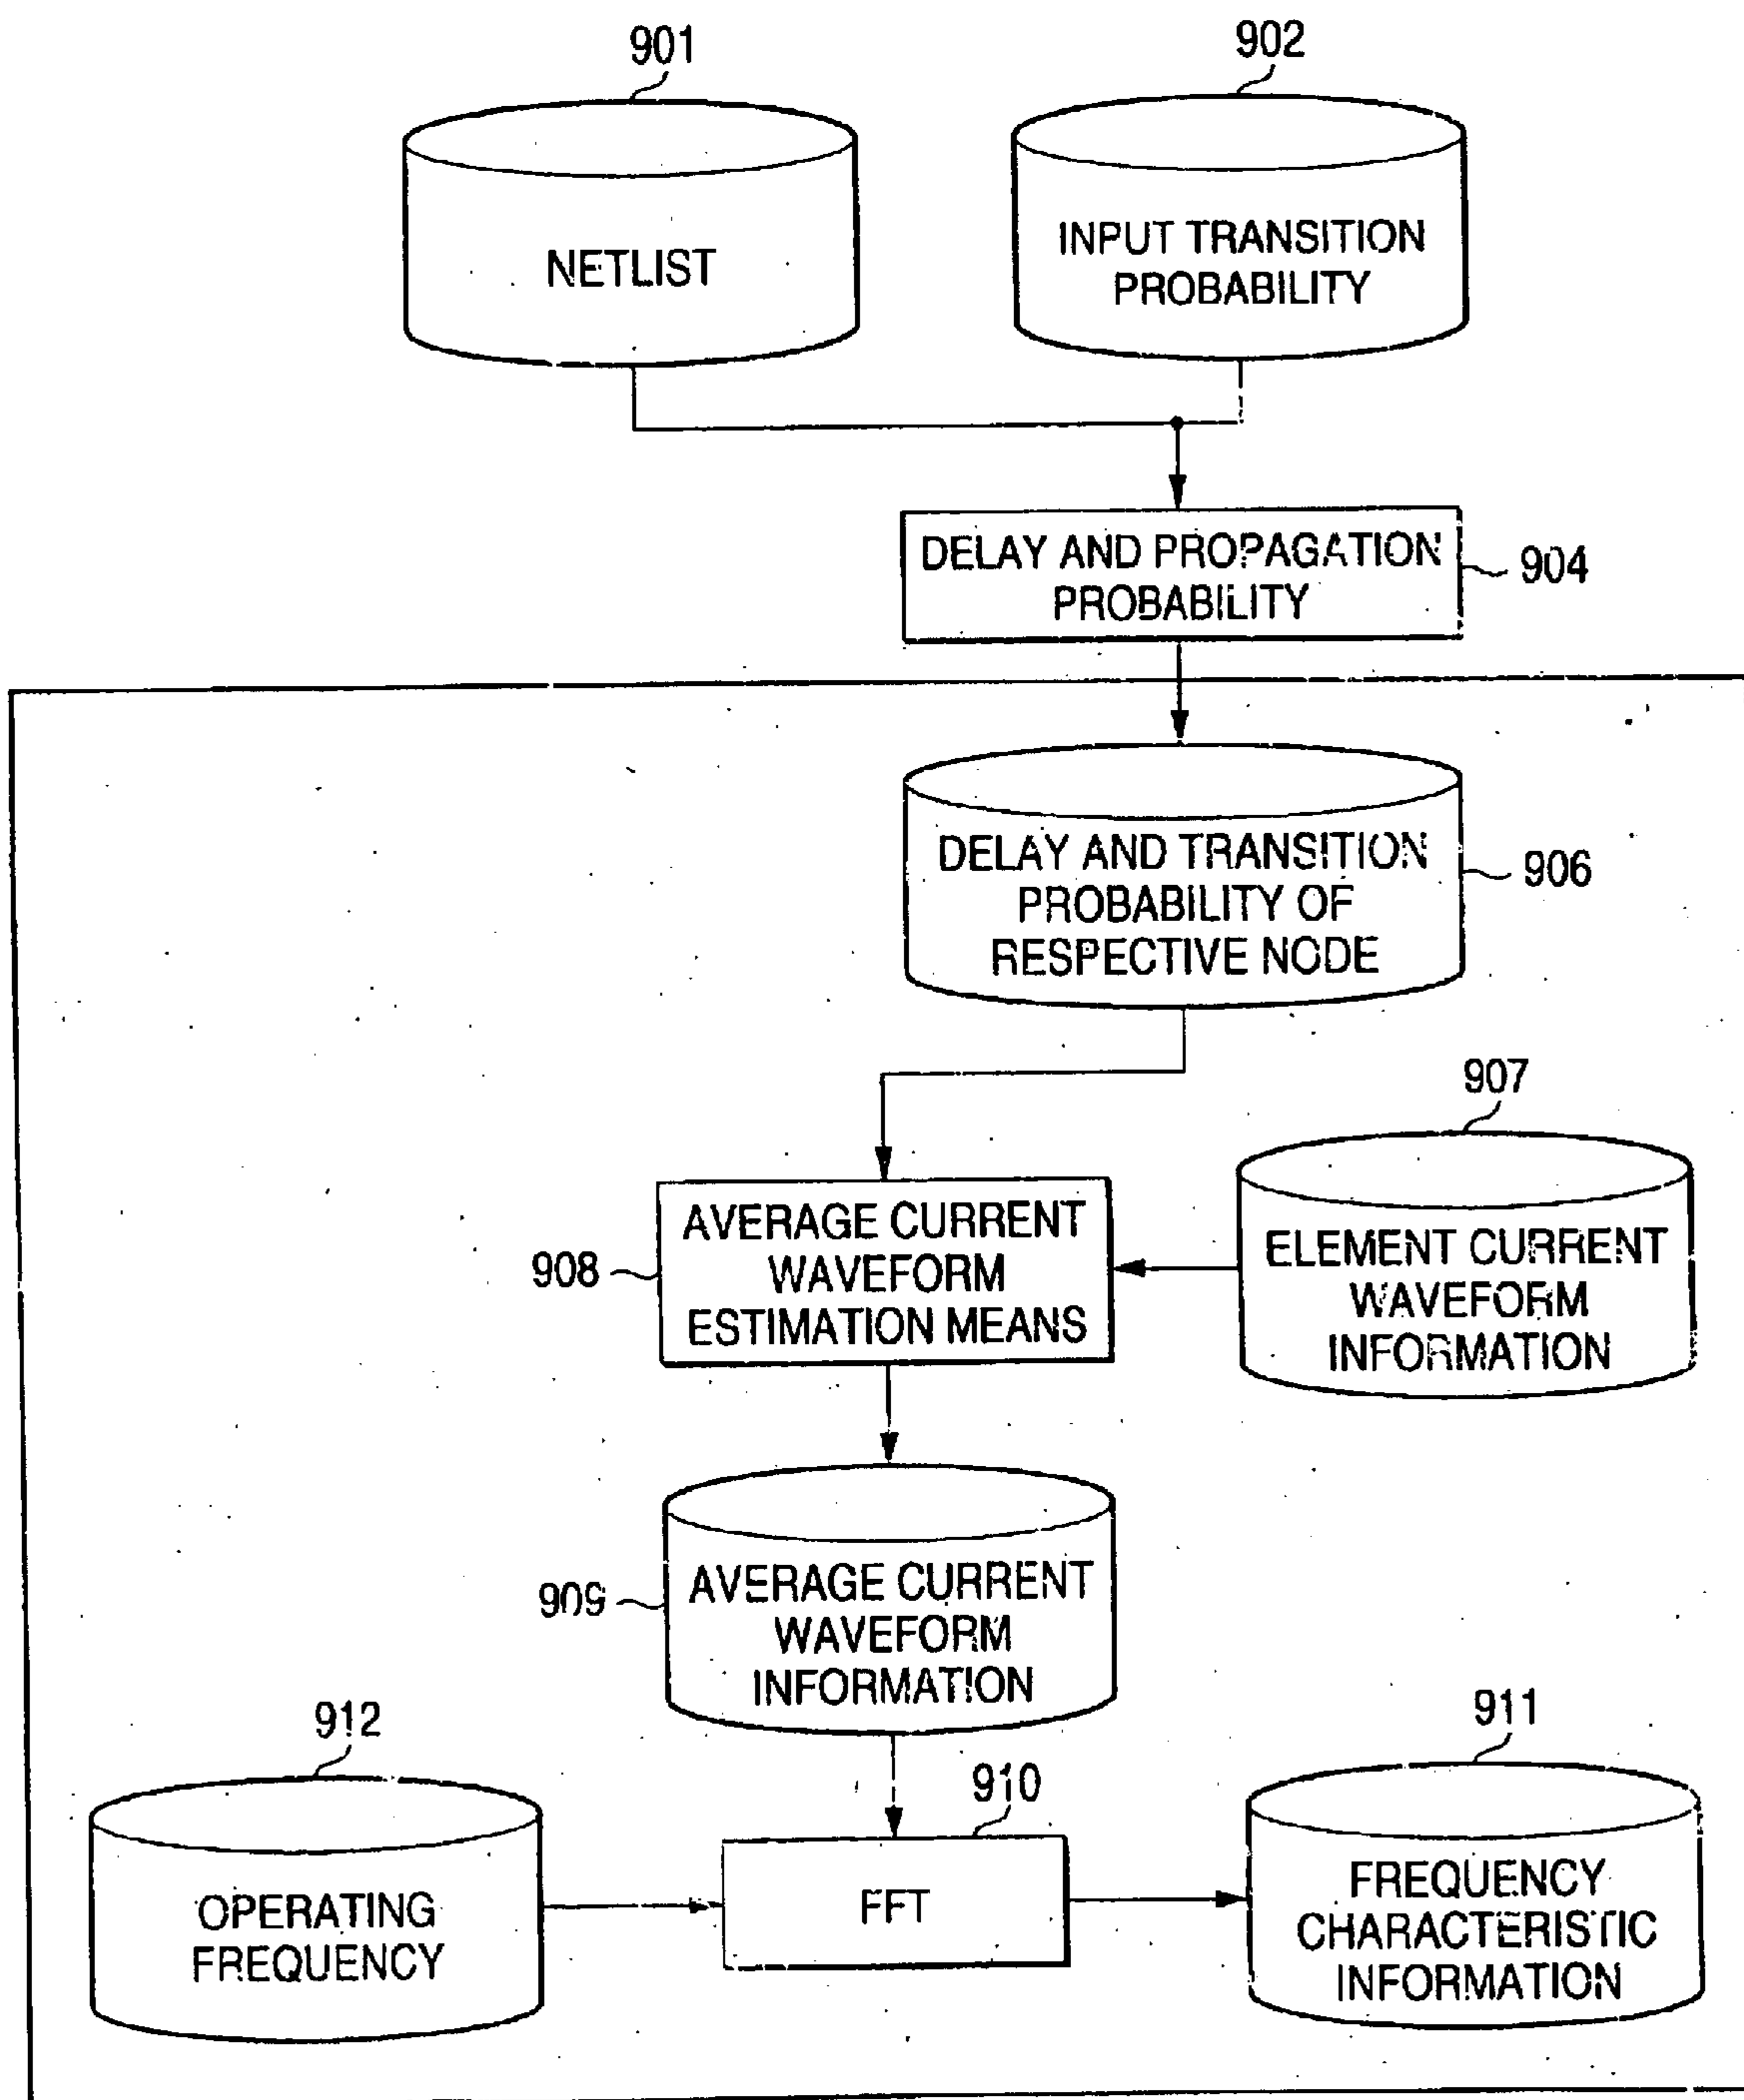 901
902
NETLIST
INPUT TRANSITION
PROBABILITY
DELAY AND PROPAGATION
PROBABILITY
904
DELAY AND TRANSITION
PROBABILITY OF
RESPECTIVE NODE
906
907
908
AVERAGE CURRENT
WAVEFORM
ESTIMATION MEANS
ELEMENT CURRENT
WAVEFORM
INFORMATION
909
AVERAGE CURRENT
WAVEFORM
INFORMATION
912
910
911
OPERATING
FREQUENCY
FFT
FREQUENCY
CHARACTERISTIC
INFORMATION